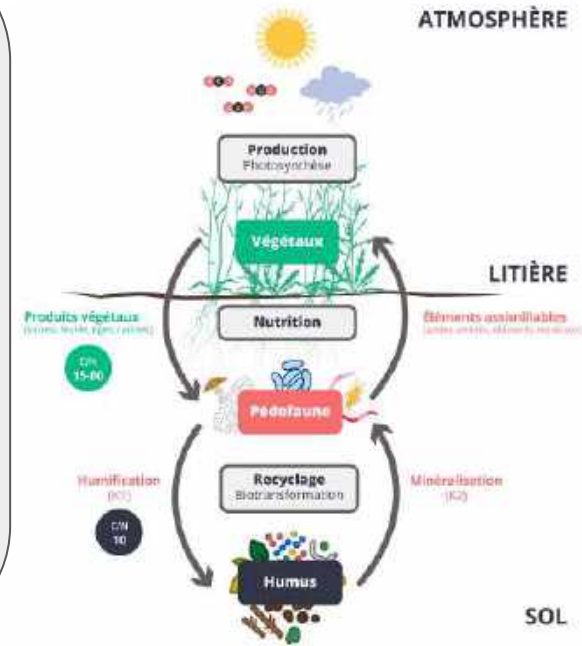 ATMOSPHÈRE
Production
Photosynthèse
Végétaux
LITIÈRE
Produits végétaux
C/N
15-80
Nutrition
Éléments assimilables
Pédofaune
Humification
(K1)
C/N
10
Recyclage
Biotransformation
Minéralisation
(K2)
Humus
SOL